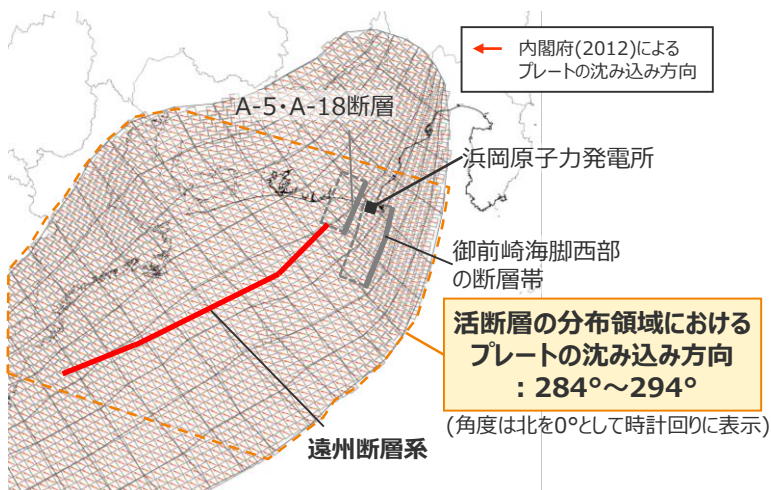 内閣府(2012)による
プレートの沈み込み方向
A-5・A-18断層
浜岡原子力発電所
御前崎海脚西部
の断層帯
活断層の分布領域における
プレートの沈み込み方向
：284°～294°
(角度は北を0°として時計回りに表示)
遠州断層系